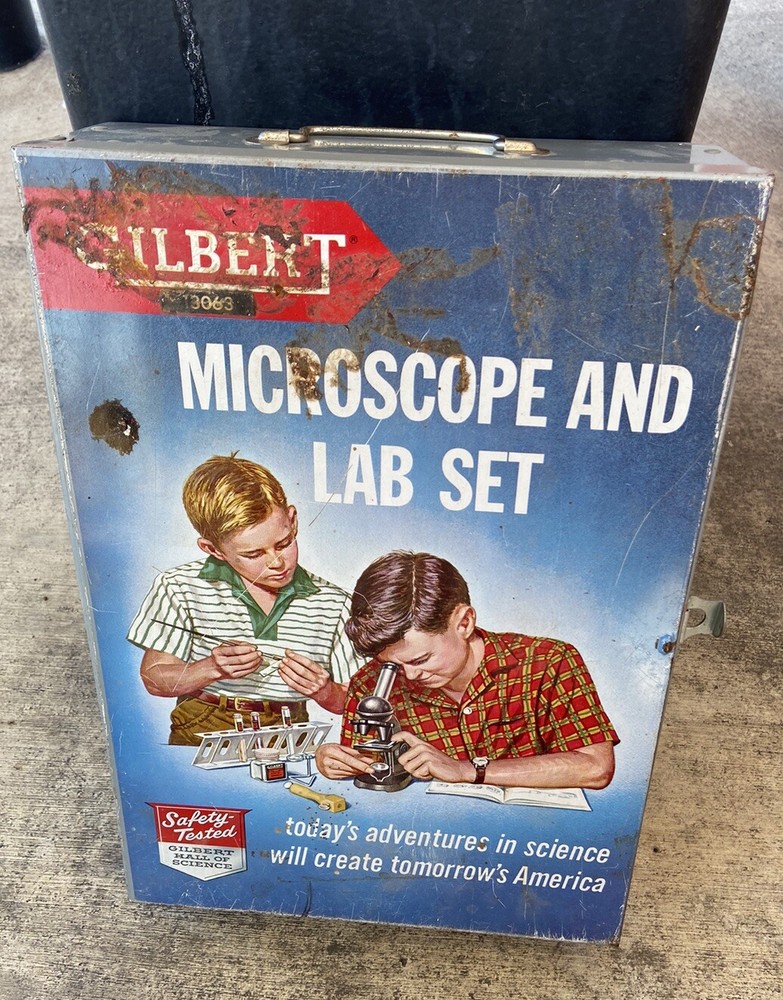 GILBERT®
13063
MICROSCOPE AND
LAB SET
Safety-
Tested
GILBERT
HALL OF
SCIENCE
today's adventures in science
will create tomorrow's America